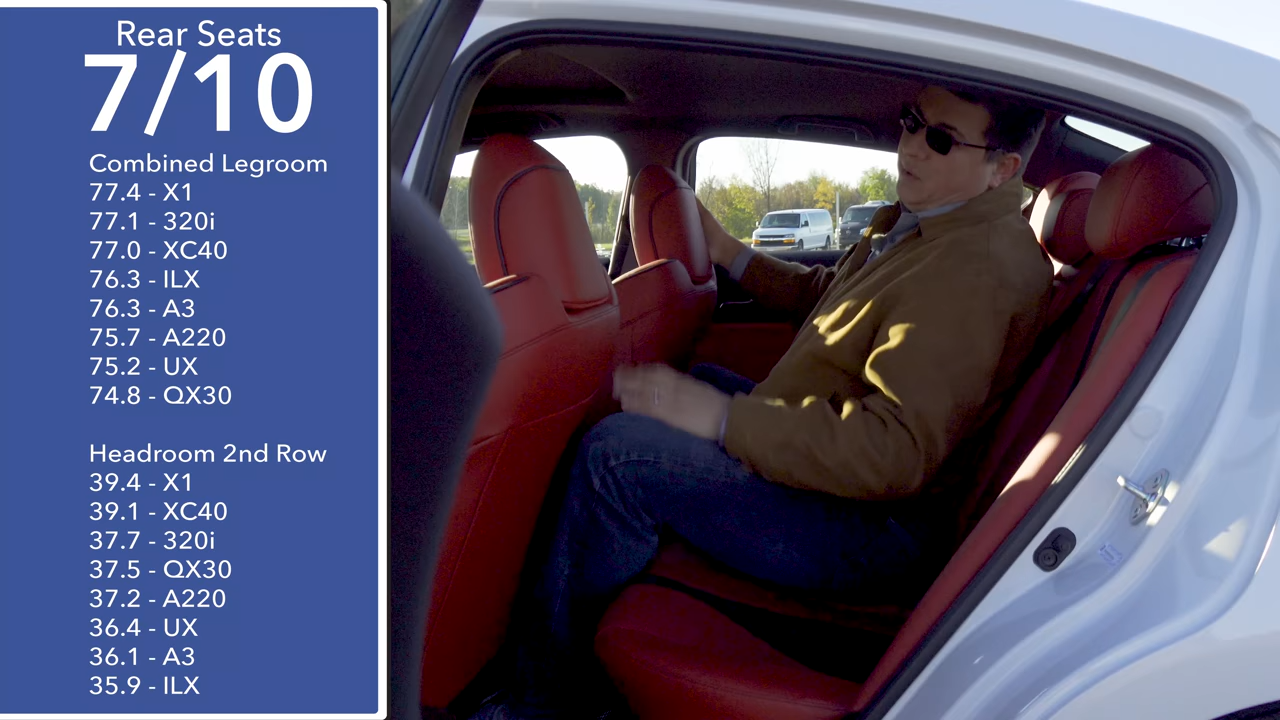 Rear Seats
7/10
Combined Legroom
77.4 - X1
77.1 - 320i
77.0 - XC40
76.3 - ILX
76.3 - A3
75.7 - A220
75.2 - UX
74.8 - QX30
Headroom 2nd Row
39.4 - X1
39.1 - XC40
37.7 - 320i
37.5 - QX30
37.2 - A220
36.4 - UX
36.1 - A3
35.9 - ILX